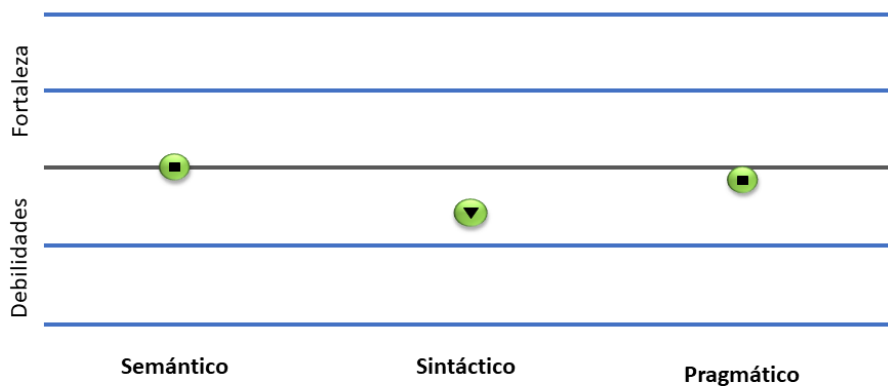 Fortaleza
Debilidades
Semántico
Sintáctico
Pragmático